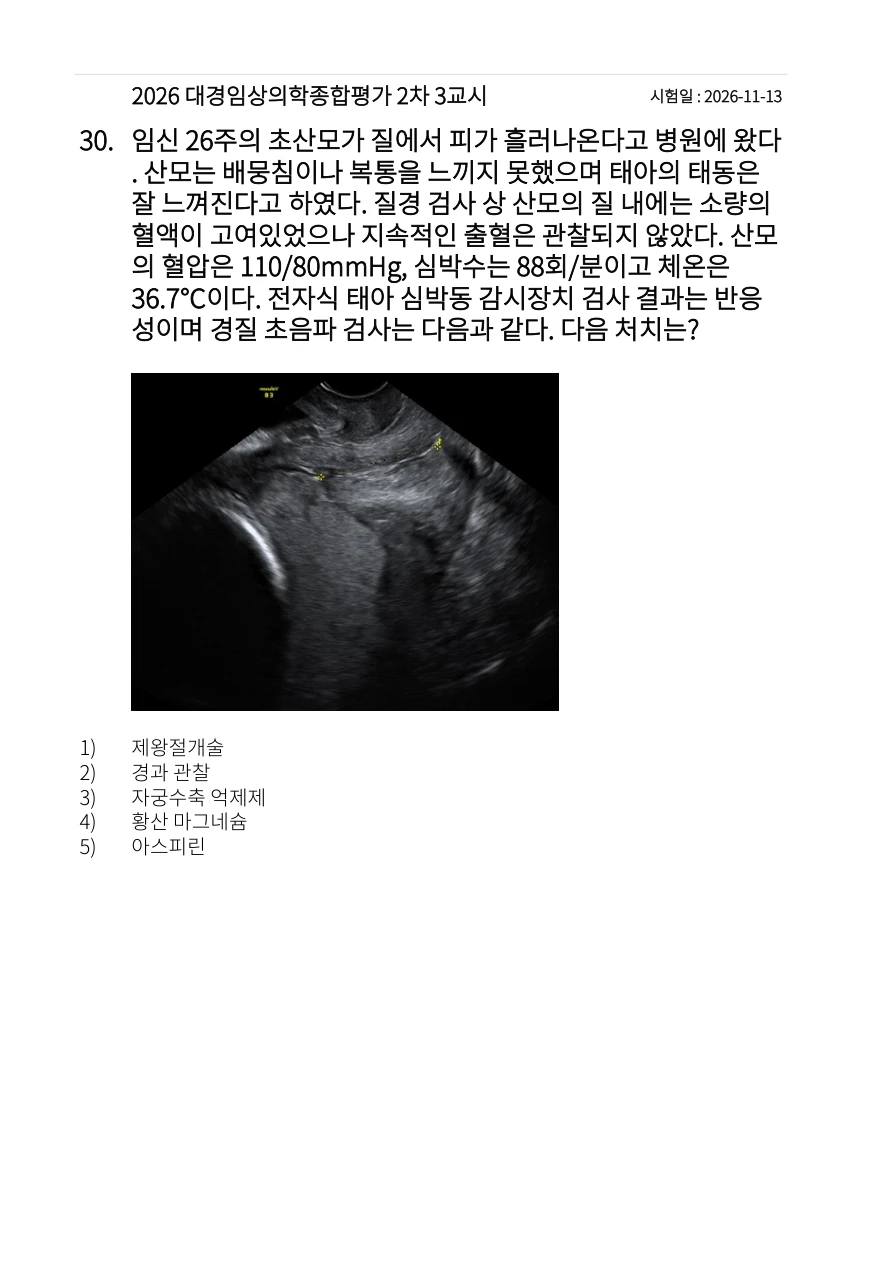 2026 대경임상의학종합평가 2차 3교시
시험일 : 2026-11-13
30. 임신 26주의 초산모가 질에서 피가 흘러나온다고 병원에 왔다
. 산모는 배뭉침이나 복통을 느끼지 못했으며 태아의 태동은
잘 느껴진다고 하였다. 질경 검사 상 산모의 질 내에는 소량의
혈액이 고여있었으나 지속적인 출혈은 관찰되지 않았다. 산모
의 혈압은 110/80mmHg, 심박수는 88회/분이고 체온은
36.7℃이다. 전자식 태아 심박동 감시장치 검사 결과는 반응
성이며 경질 초음파 검사는 다음과 같다. 다음 처치는?
1) 제왕절개술
2) 경과 관찰
3) 자궁수축 억제제
4) 황산 마그네슘
5) 아스피린